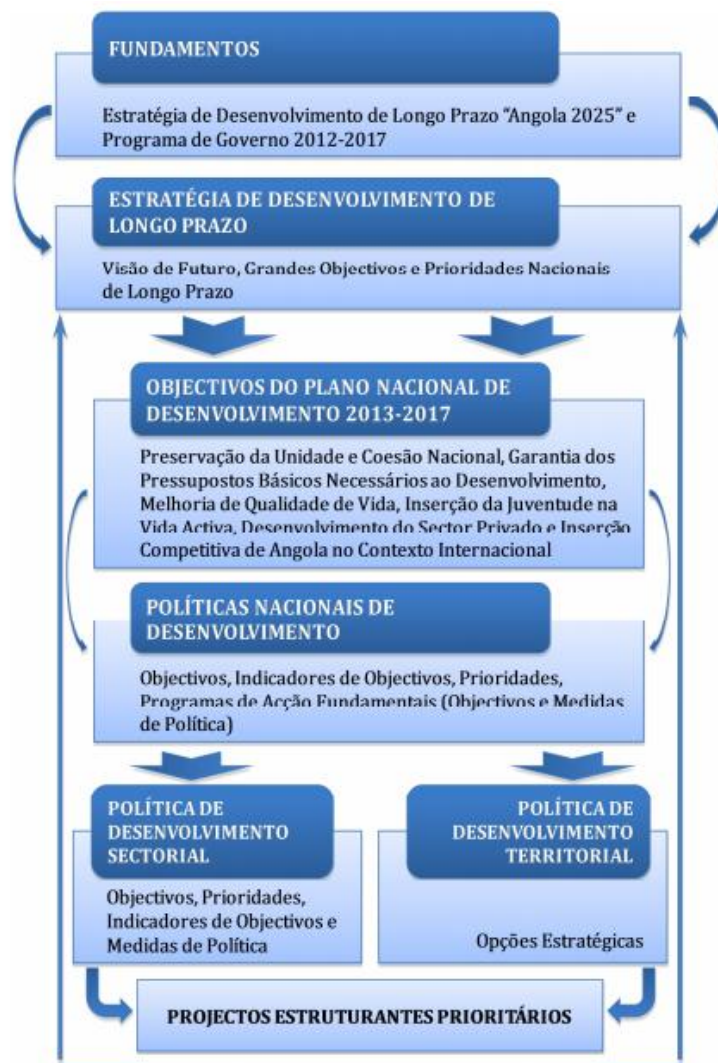 FUNDAMENTOS
Estratégia de Desenvolvimento de Longo Prazo “Angola 2025” e
Programa de Governo 2012-2017
ESTRATÉGIA DE DESENVOLVIMENTO DE
LONGO PRAZO
Visão de Futuro, Grandes Objectivos e Prioridades Nacionais
de Longo Prazo
OBJECTIVOS DO PLANO NACIONAL DE
DESENVOLVIMENTO 2013-2017
Preservação da Unidade e Coesão Nacional, Garantia dos
Pressupostos Básicos Necessários ao Desenvolvimento,
Melhoria de Qualidade de Vida, Inserção da Juventude na
Vida Activa, Desenvolvimento do Sector Privado e Inserção
Competitiva de Angola no Contexto Internacional
POLÍTICAS NACIONAIS DE
DESENVOLVIMENTO
Objectivos, Indicadores de Objectivos, Prioridades,
Programas de Acção Fundamentais (Objectivos e Medidas
de Política)
POLÍTICA DE
DESENVOLVIMENTO
SECTORIAL
Objectivos, Prioridades,
Indicadores de Objectivos e
Medidas de Política
POLÍTICA DE
DESENVOLVIMENTO
TERRITORIAL
Opções Estratégicas
PROJECTOS ESTRUTURANTES PRIORITÁRIOS